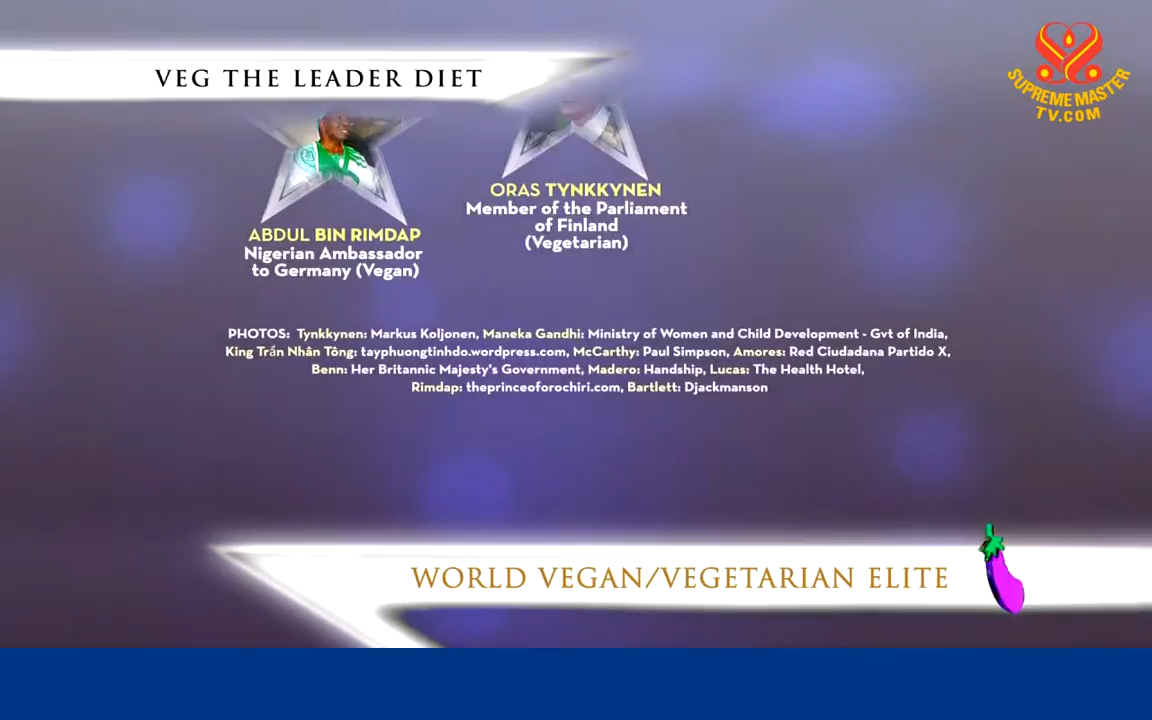 VEG THE LEADER DIET
SUPREME MASTER
TV.COM
ORAS TYNKKYNEN
Member of the Parliament
of Finland
(Vegetarian)
ABDUL BIN RIMDAP
Nigerian Ambassador
to Germany (Vegan)
PHOTOS: Tynkkynen: Markus Koljonen, Maneka Gandhi: Ministry of Women and Child Development - Gvt of India,
King Trần Nhân Tông: tayphuongtinhdo.wordpress.com, McCarthy: Paul Simpson, Amores: Red Ciudadana Partido X,
Benn: Her Britannic Majesty's Government, Madero: Handship, Lucas: The Health Hotel,
Rimdap: theprinceoforochiri.com, Bartlett: Djackmanson
WORLD VEGAN/VEGETARIAN ELITE